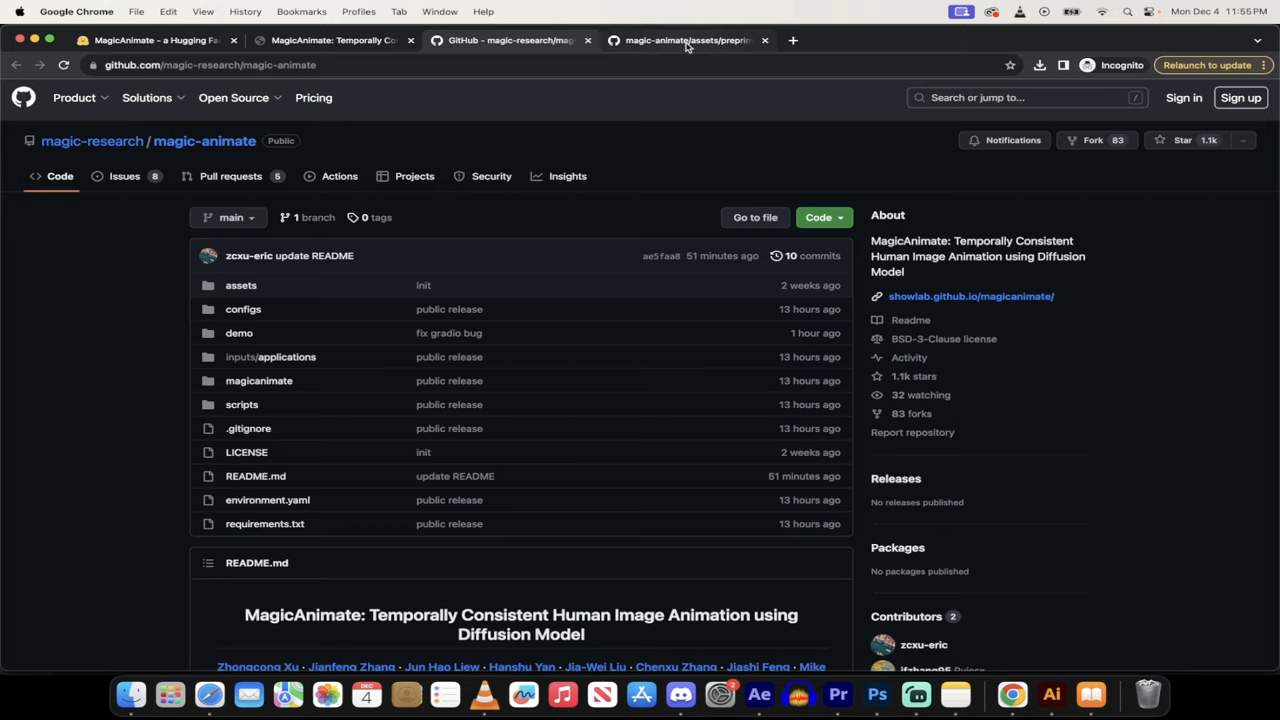 Google Chrome File Edit View History Bookmarks Profiles Tab Window Help Mon Dec 4 11:55 PM
MagicAnimate – a Hugging Fa MagicAnimate: Temporally Co GitHub - magic-research/mag magic-animate/assets/preprin
github.com/magic-research/magic-animate Incognito Relaunch to update
Product Solutions Open Source Pricing Search or jump to... / Sign in Sign up
magic-research / magic-animate Public Notifications Fork 83 Star 1.1k
Code Issues 8 Pull requests 5 Actions Projects Security Insights
main 1 branch 0 tags Go to file Code
zcxu-eric update README ae5faa8 51 minutes ago 10 commits
assets init 2 weeks ago
configs public release 13 hours ago
demo fix gradio bug 1 hour ago
inputs/applications public release 13 hours ago
magicanimate public release 13 hours ago
scripts public release 13 hours ago
.gitignore public release 13 hours ago
LICENSE init 2 weeks ago
README.md update README 51 minutes ago
environment.yaml public release 13 hours ago
requirements.txt public release 13 hours ago
README.md
MagicAnimate: Temporally Consistent Human Image Animation using
Diffusion Model
Zhongcong Xu · Jianfeng Zhang · Jun Hao Liew · Hanshu Yan · Jia-Wei Liu · Chenxu Zhang · Jiashi Feng · Mike
About
MagicAnimate: Temporally Consistent
Human Image Animation using Diffusion
Model
showlab.github.io/magicanimate/
Readme
BSD-3-Clause license
Activity
1.1k stars
32 watching
83 forks
Report repository
Releases
No releases published
Packages
No packages published
Contributors 2
zcxu-eric
DEC
4
2
Ae Pr Ps Ai